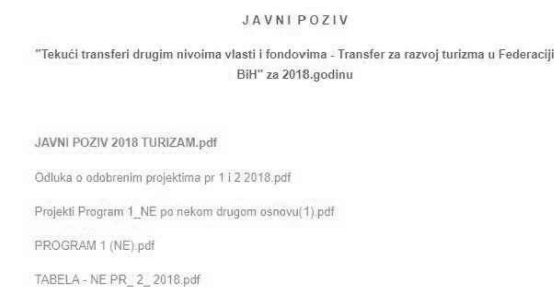 JAVNI POZIV
"Tekući transferi drugim nivoima vlasti i fondovima - Transfer za razvoj turizma u Federaciji
BiH" za 2018.godinu
JAVNI POZIV 2018 TURIZAM.pdf
Odluka o odobrenim projektima pr 1 i 2 2018.pdf
Projekti Program 1_NE po nekom drugom osnovu(1).pdf
PROGRAM 1 (NE).pdf
TABELA - NE PR_ 2_ 2018.pdf